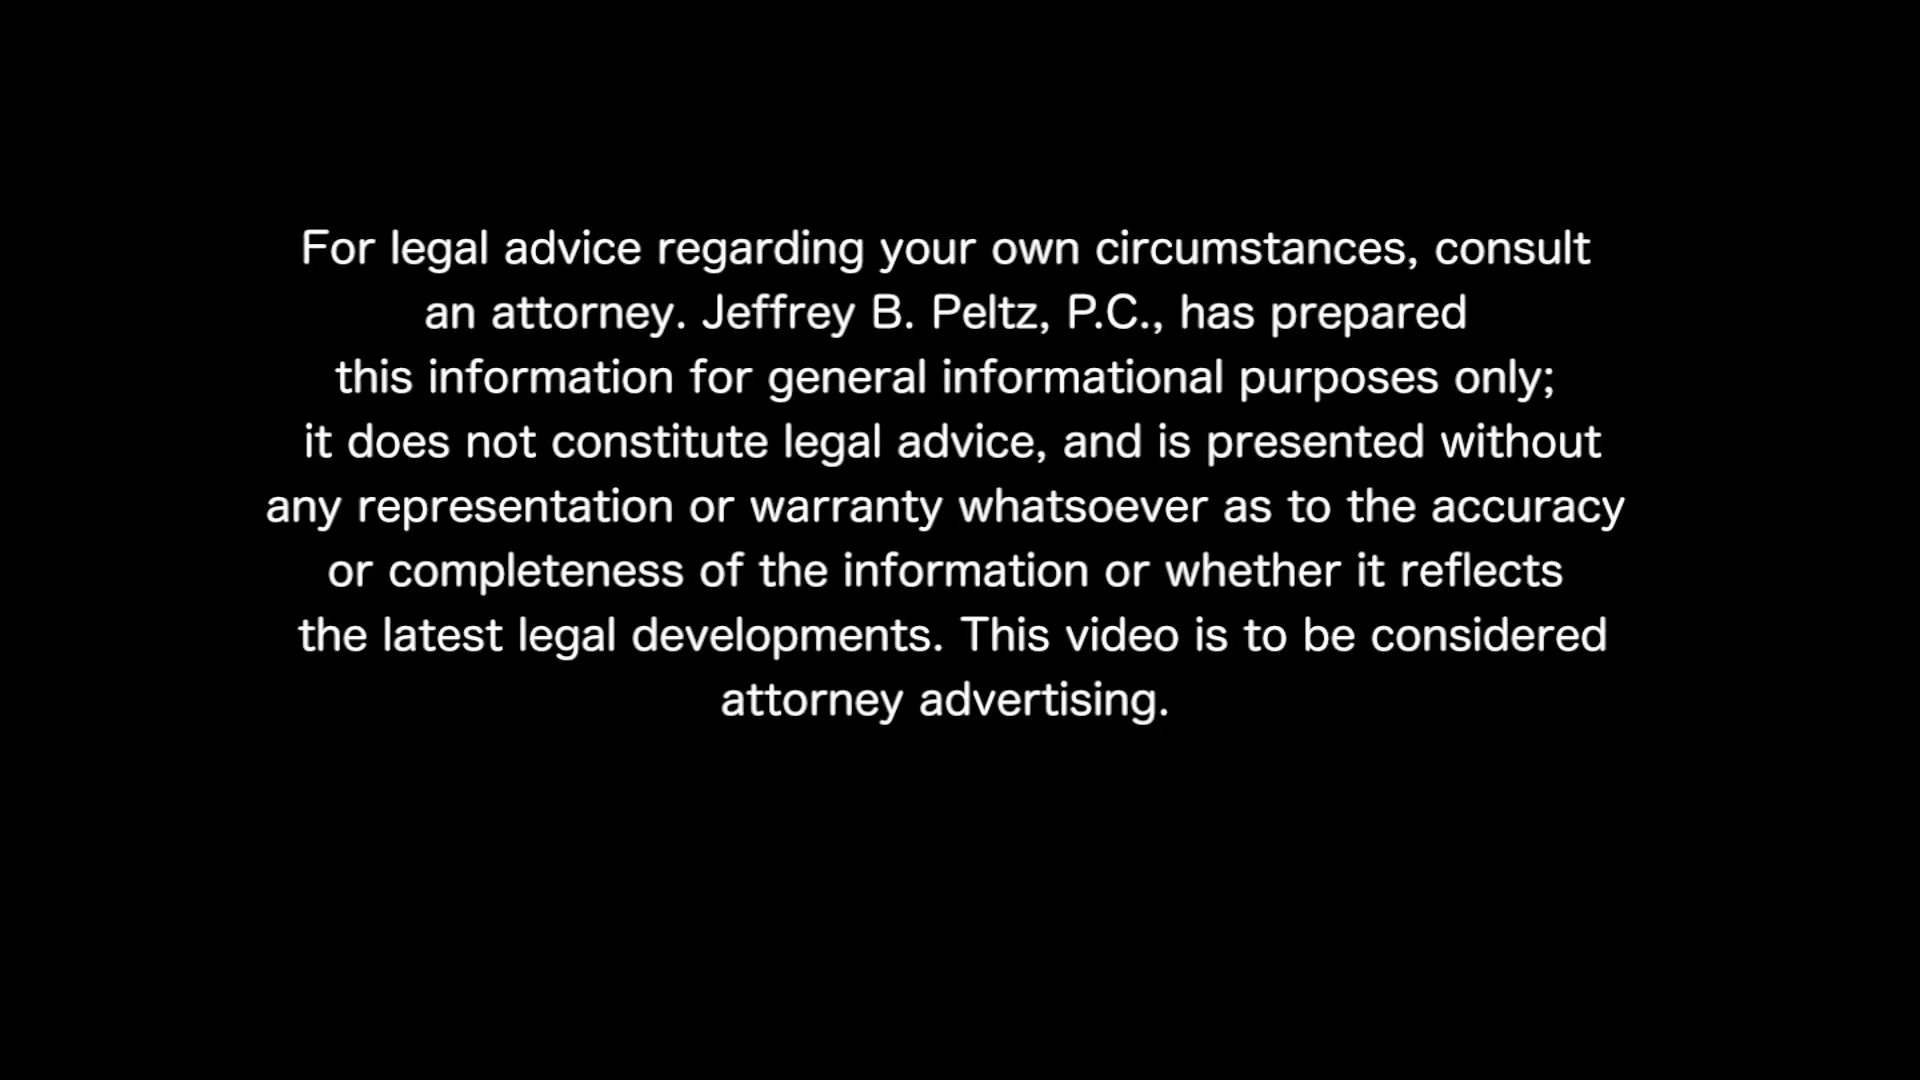 For legal advice regarding your own circumstances, consult
an attorney. Jeffrey B. Peltz, P.C., has prepared
this information for general informational purposes only;
it does not constitute legal advice, and is presented without
any representation or warranty whatsoever as to the accuracy
or completeness of the information or whether it reflects
the latest legal developments. This video is to be considered
attorney advertising.